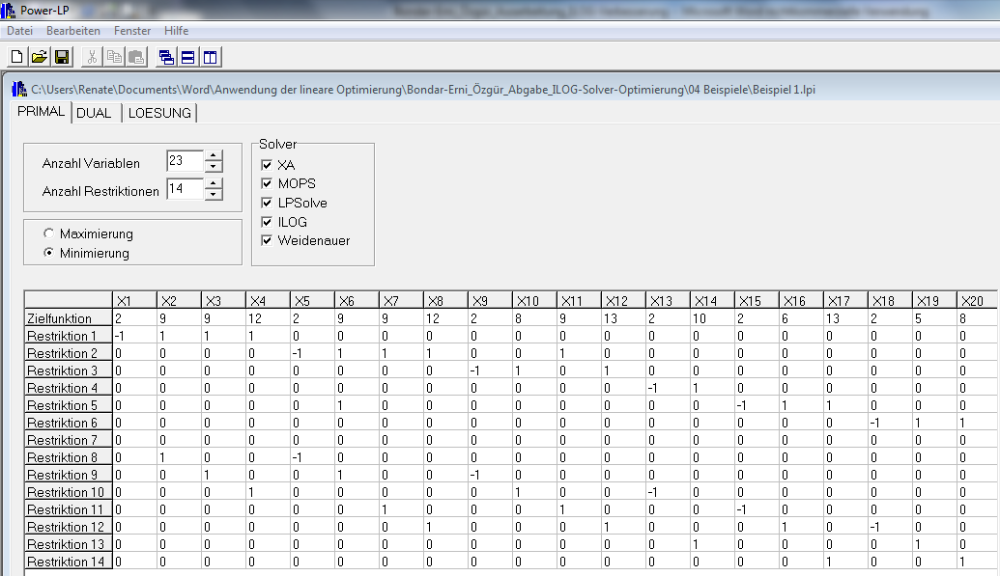 Power-LP
Datei Bearbeiten Fenster Hilfe
C:\Users\Renate\Documents\Word\Anwendung der lineare Optimierung\Bondar-Erni_Özgür_Abgabe_ILOG-Solver-Optimierung\04 Beispiele\Beispiel 1.lpi
PRIMAL DUAL LOESUNG
Anzahl Variablen 23
Anzahl Restriktionen 14
Maximierung
Minimierung
Solver
XA
MOPS
LPSolve
ILOG
Weidenauer
X1 X2 X3 X4 X5 X6 X7 X8 X9 X10 X11 X12 X13 X14 X15 X16 X17 X18 X19 X20
Zielfunktion 2 9 9 12 2 9 9 12 2 8 9 13 2 10 2 6 13 2 5 8
Restriktion 1 -1 1 1 1 0 0 0 0 0 0 0 0 0 0 0 0 0 0 0 0
Restriktion 2 0 0 0 0 -1 1 1 1 0 0 1 0 0 0 0 0 0 0 0 0
Restriktion 3 0 0 0 0 0 0 0 0 -1 1 0 1 0 0 0 0 0 0 0 0
Restriktion 4 0 0 0 0 0 0 0 0 0 0 0 0 -1 1 0 0 0 0 0 0
Restriktion 5 0 0 0 0 0 1 0 0 0 0 0 0 0 0 -1 1 1 0 0 0
Restriktion 6 0 0 0 0 0 0 0 0 0 0 0 0 0 0 0 0 0 -1 1 1
Restriktion 7 0 0 0 0 0 0 0 0 0 0 0 0 0 0 0 0 0 0 0 0
Restriktion 8 0 1 0 0 -1 0 0 0 0 0 0 0 0 0 0 0 0 0 0 0
Restriktion 9 0 0 1 0 0 1 0 0 -1 0 0 0 0 0 0 0 0 0 0 0
Restriktion 10 0 0 0 1 0 0 0 0 0 1 0 0 -1 0 0 0 0 0 0 0
Restriktion 11 0 0 0 0 0 0 1 0 0 0 1 0 0 0 -1 0 0 0 0 0
Restriktion 12 0 0 0 0 0 0 0 1 0 0 0 1 0 0 0 1 0 -1 0 0
Restriktion 13 0 0 0 0 0 0 0 0 0 0 0 0 0 1 0 0 0 0 1 0
Restriktion 14 0 0 0 0 0 0 0 0 0 0 0 0 0 0 0 0 1 0 0 1